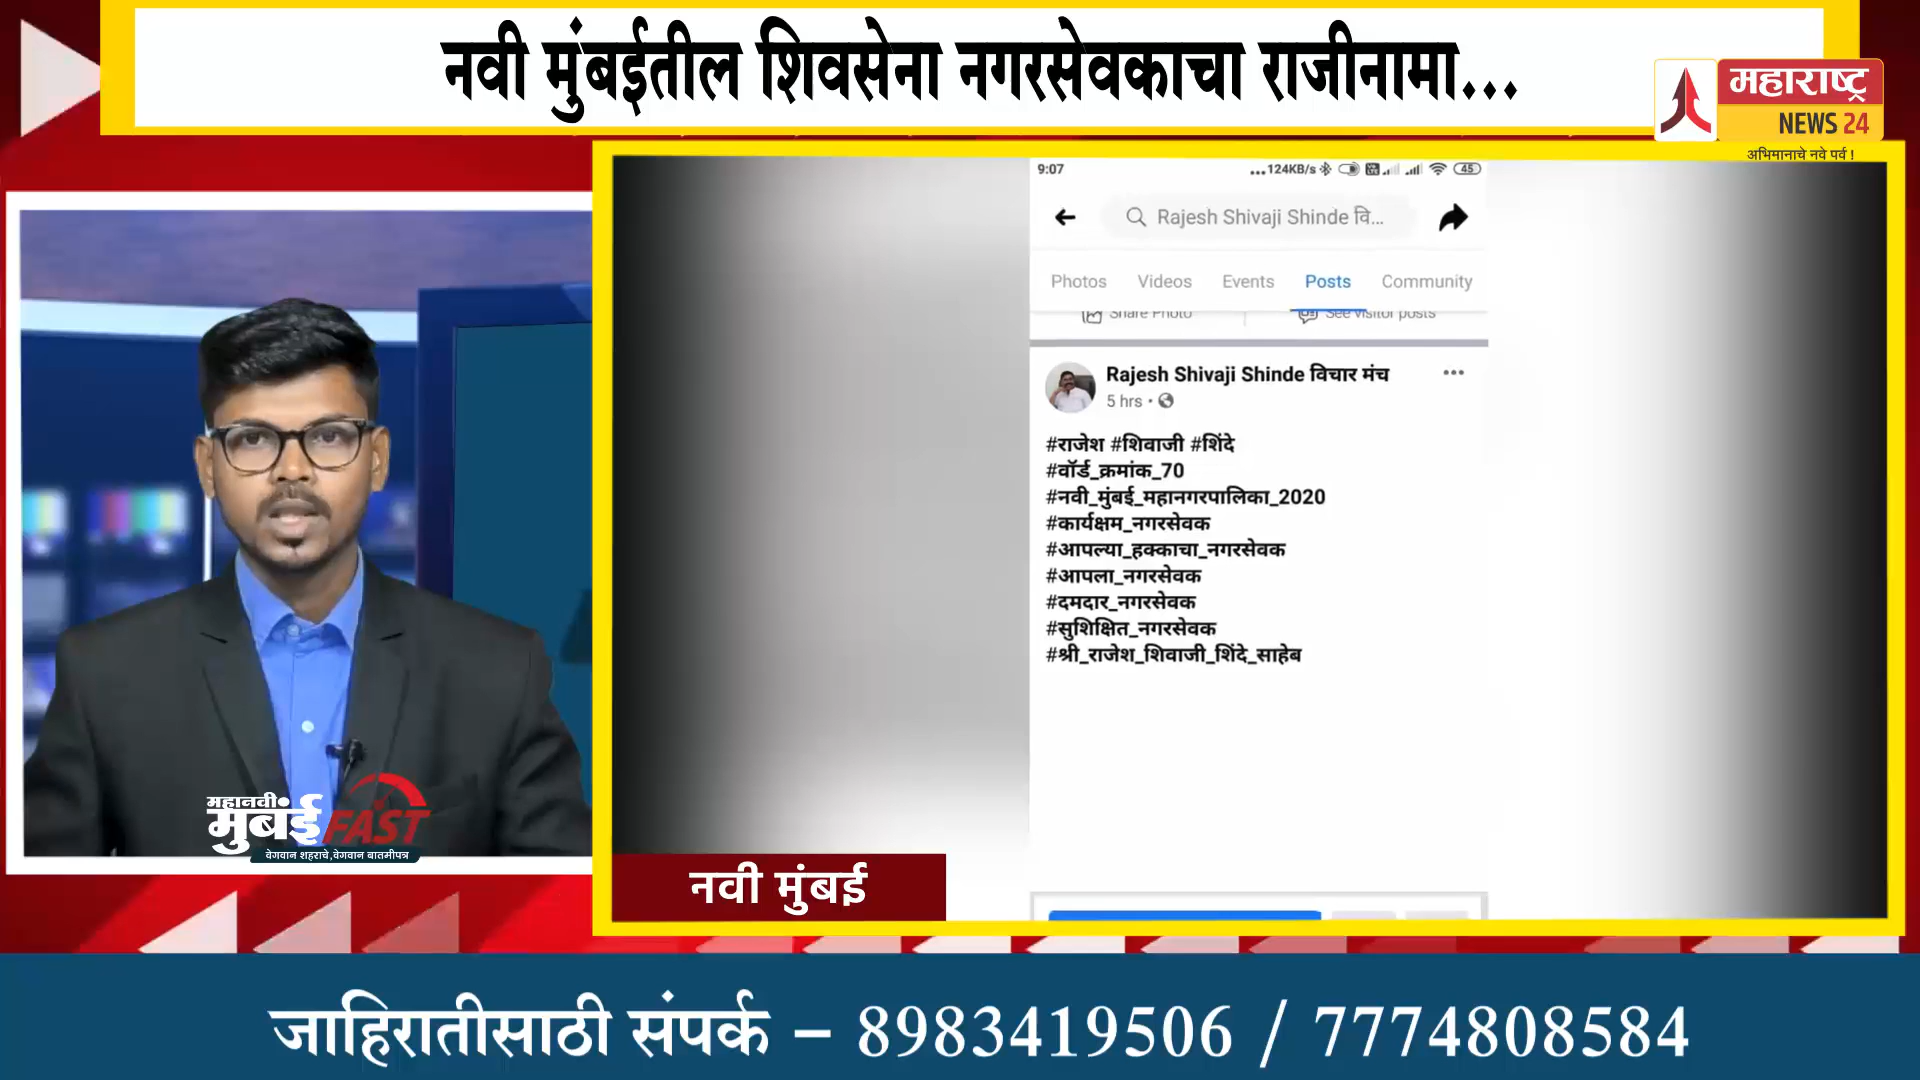 नवी मुंबईतील शिवसेना नगरसेवकाचा राजीनामा...
महाराष्ट्र
NEWS 24
अभिमानाचे नवे पर्व !
9:07
...124KB/s
45
Rajesh Shivaji Shinde वि...
Photos Videos Events Posts Community
Share Photo See visitor posts
Rajesh Shivaji Shinde विचार मंच
5 hrs
#राजेश #शिवाजी #शिंदे
#वॉर्ड_क्रमांक_70
#नवी_मुंबई_महानगरपालिका_2020
#कार्यक्षम_नगरसेवक
#आपल्या_हक्काचा_नगरसेवक
#आपला_नगरसेवक
#दमदार_नगरसेवक
#सुशिक्षित_नगरसेवक
#श्री_राजेश_शिवाजी_शिंदे_साहेब
महानवी
मुंबई FAST
वेगवान शहराचे,वेगवान बातमीपत्र
नवी मुंबई
जाहिरातीसाठी संपर्क – 8983419506 / 7774808584